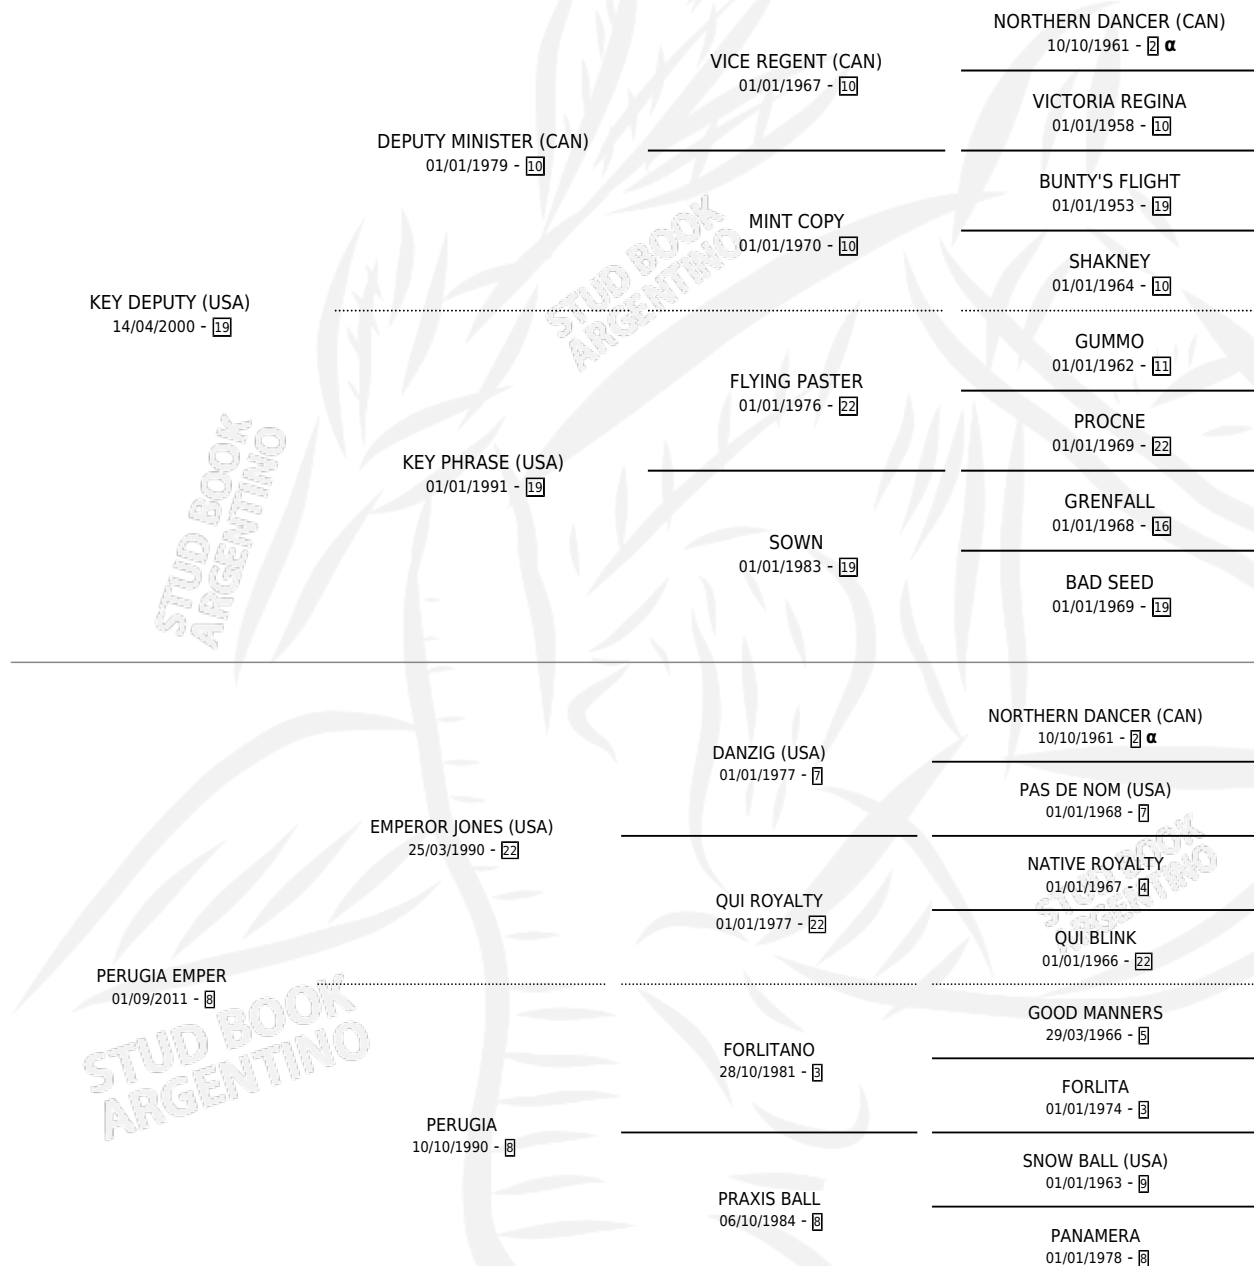 NORTHERN DANCER (CAN)
10/10/1961 - 2 α
VICE REGENT (CAN)
01/01/1967 - 10
VICTORIA REGINA
01/01/1958 - 10
DEPUTY MINISTER (CAN)
01/01/1979 - 10
BUNTY'S FLIGHT
01/01/1953 - 19
MINT COPY
01/01/1970 - 10
SHAKNEY
01/01/1964 - 10
KEY DEPUTY (USA)
14/04/2000 - 19
GUMMO
01/01/1962 - 11
FLYING PASTER
01/01/1976 - 22
PROCNE
01/01/1969 - 22
KEY PHRASE (USA)
01/01/1991 - 19
GRENFALL
01/01/1968 - 16
SOWN
01/01/1983 - 19
BAD SEED
01/01/1969 - 19
NORTHERN DANCER (CAN)
10/10/1961 - 2 α
DANZIG (USA)
01/01/1977 - 7
PAS DE NOM (USA)
01/01/1968 - 7
EMPEROR JONES (USA)
25/03/1990 - 22
NATIVE ROYALTY
01/01/1967 - 4
QUI ROYALTY
01/01/1977 - 22
QUI BLINK
01/01/1966 - 22
PERUGIA EMPER
01/09/2011 - 8
GOOD MANNERS
29/03/1966 - 5
FORLITANO
28/10/1981 - 3
FORLITA
01/01/1974 - 3
PERUGIA
10/10/1990 - 8
SNOW BALL (USA)
01/01/1963 - 9
PRAXIS BALL
06/10/1984 - 8
PANAMERA
01/01/1978 - 8
STUD BOOK
ARGENTINO
STUD BOOK
ARGENTINO
STUD BOOK
ARGENTINO
STUD BOOK
ARGENTINO